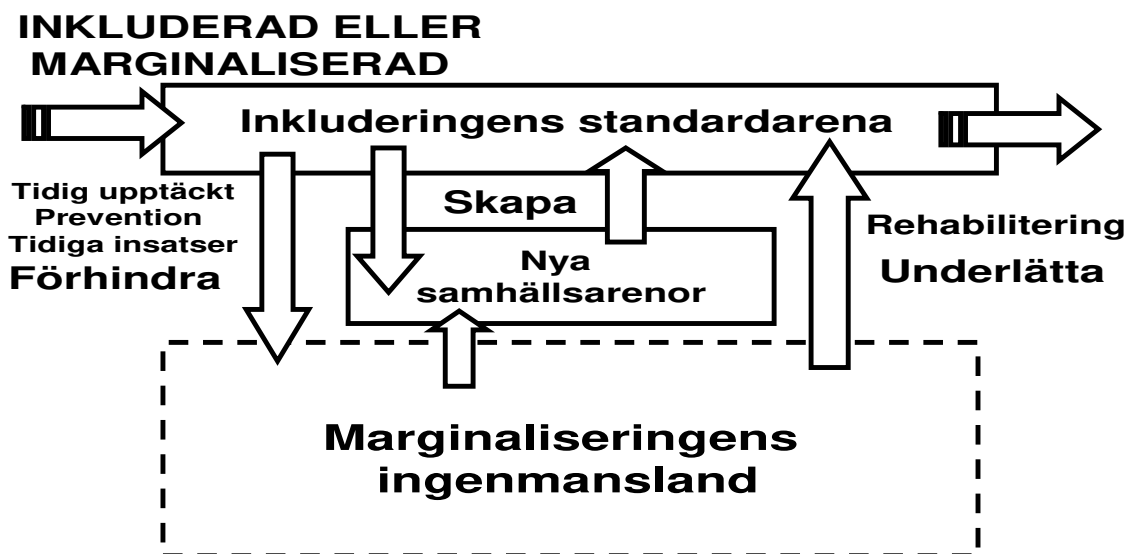 INKLUDERAD ELLER
MARGINALISERAD
Inkluderingens standardarena
Tidig upptäckt
Prevention
Tidiga insatser
Förhindra
Skapa
Nya
samhällsarenor
Rehabilitering
Underlätta
Marginaliseringens
ingenmansland